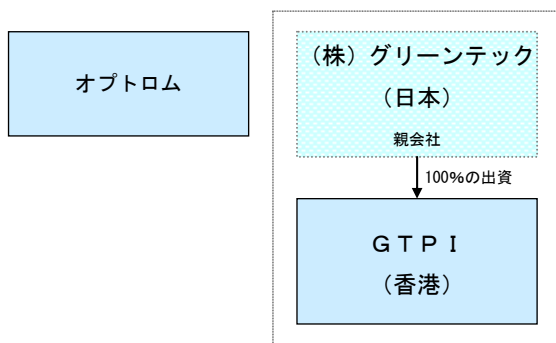 オプトロム
（株）グリーンテック
（日本）
親会社
100%の出資
ＧＴＰＩ
（香港）